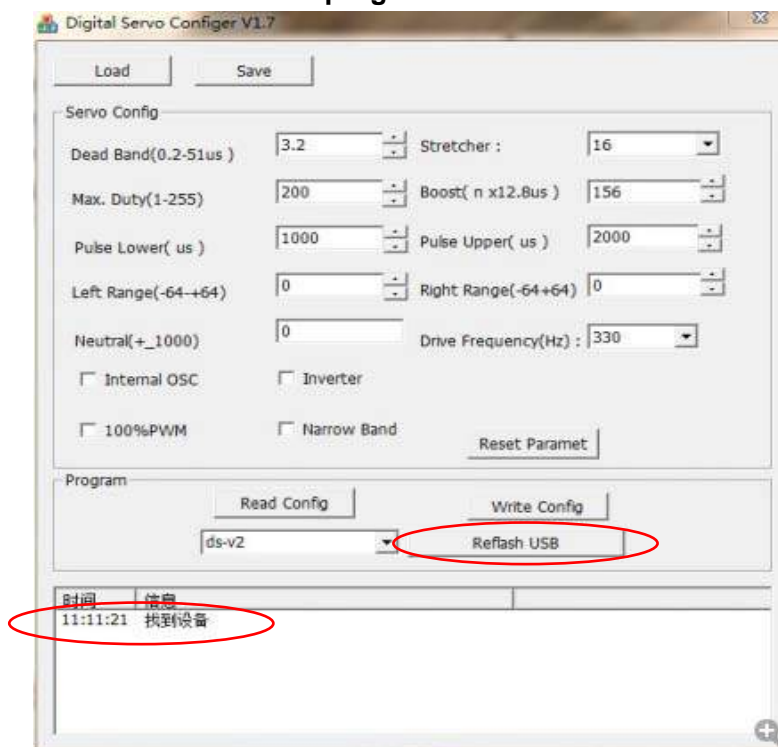 Digital Servo Configer V1.7
Load Save
Servo Config
Dead Band(0.2-51us ) 3.2 Stretcher : 16
Max. Duty(1-255) 200 Boost( n x12.8us ) 156
Pulse Lower( us ) 1000 Pulse Upper( us ) 2000
Left Range(-64-+64) 0 Right Range(-64+64) 0
Neutral(+_1000) 0 Drive Frequency(Hz) : 330
Internal OSC Inverter
100%PWM Narrow Band Reset Paramet
Program
Read Config Write Config
ds-v2 Reflash USB
时间 信息
11:11:21 找到设备